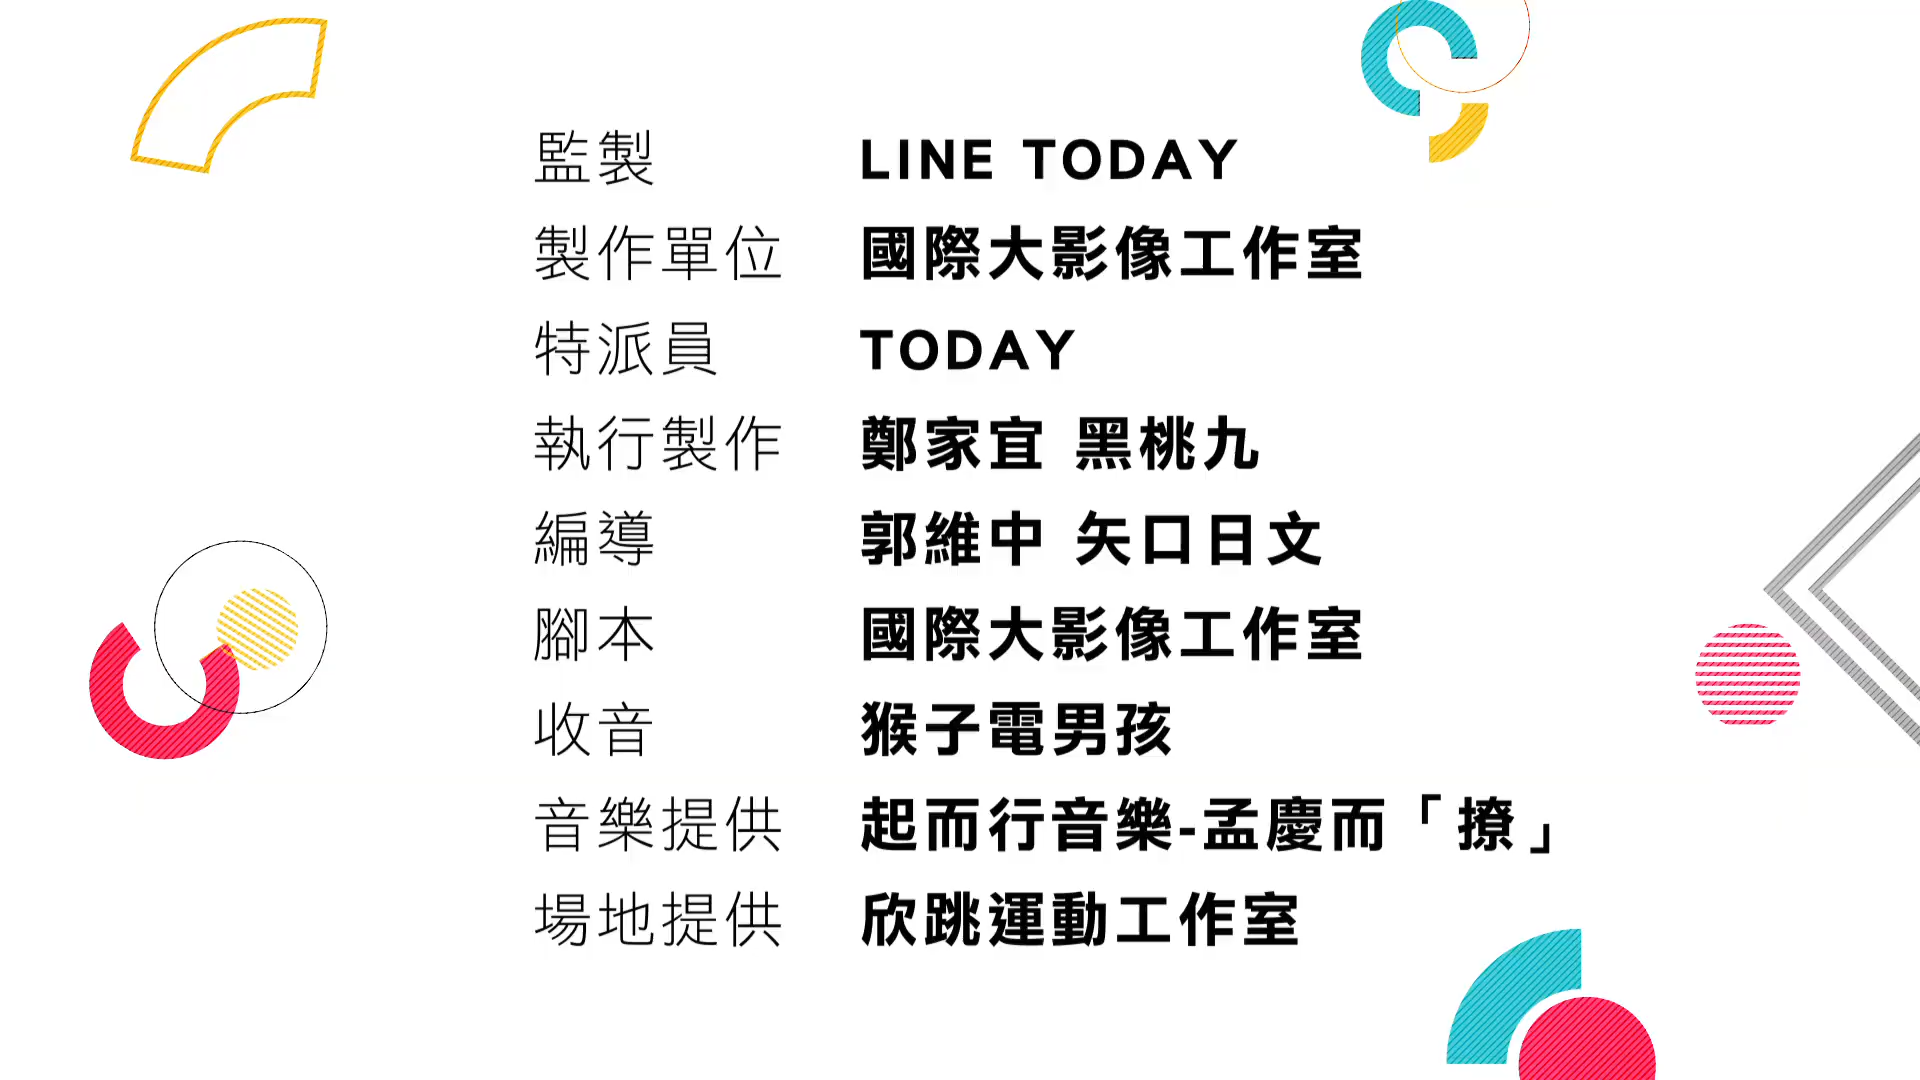 監製 LINE TODAY
製作單位 國際大影像工作室
特派員 TODAY
執行製作 鄭家宜 黑桃九
編導 郭維中 矢口日文
腳本 國際大影像工作室
收音 猴子電男孩
音樂提供 起而行音樂-孟慶而「撩」
場地提供 欣跳運動工作室